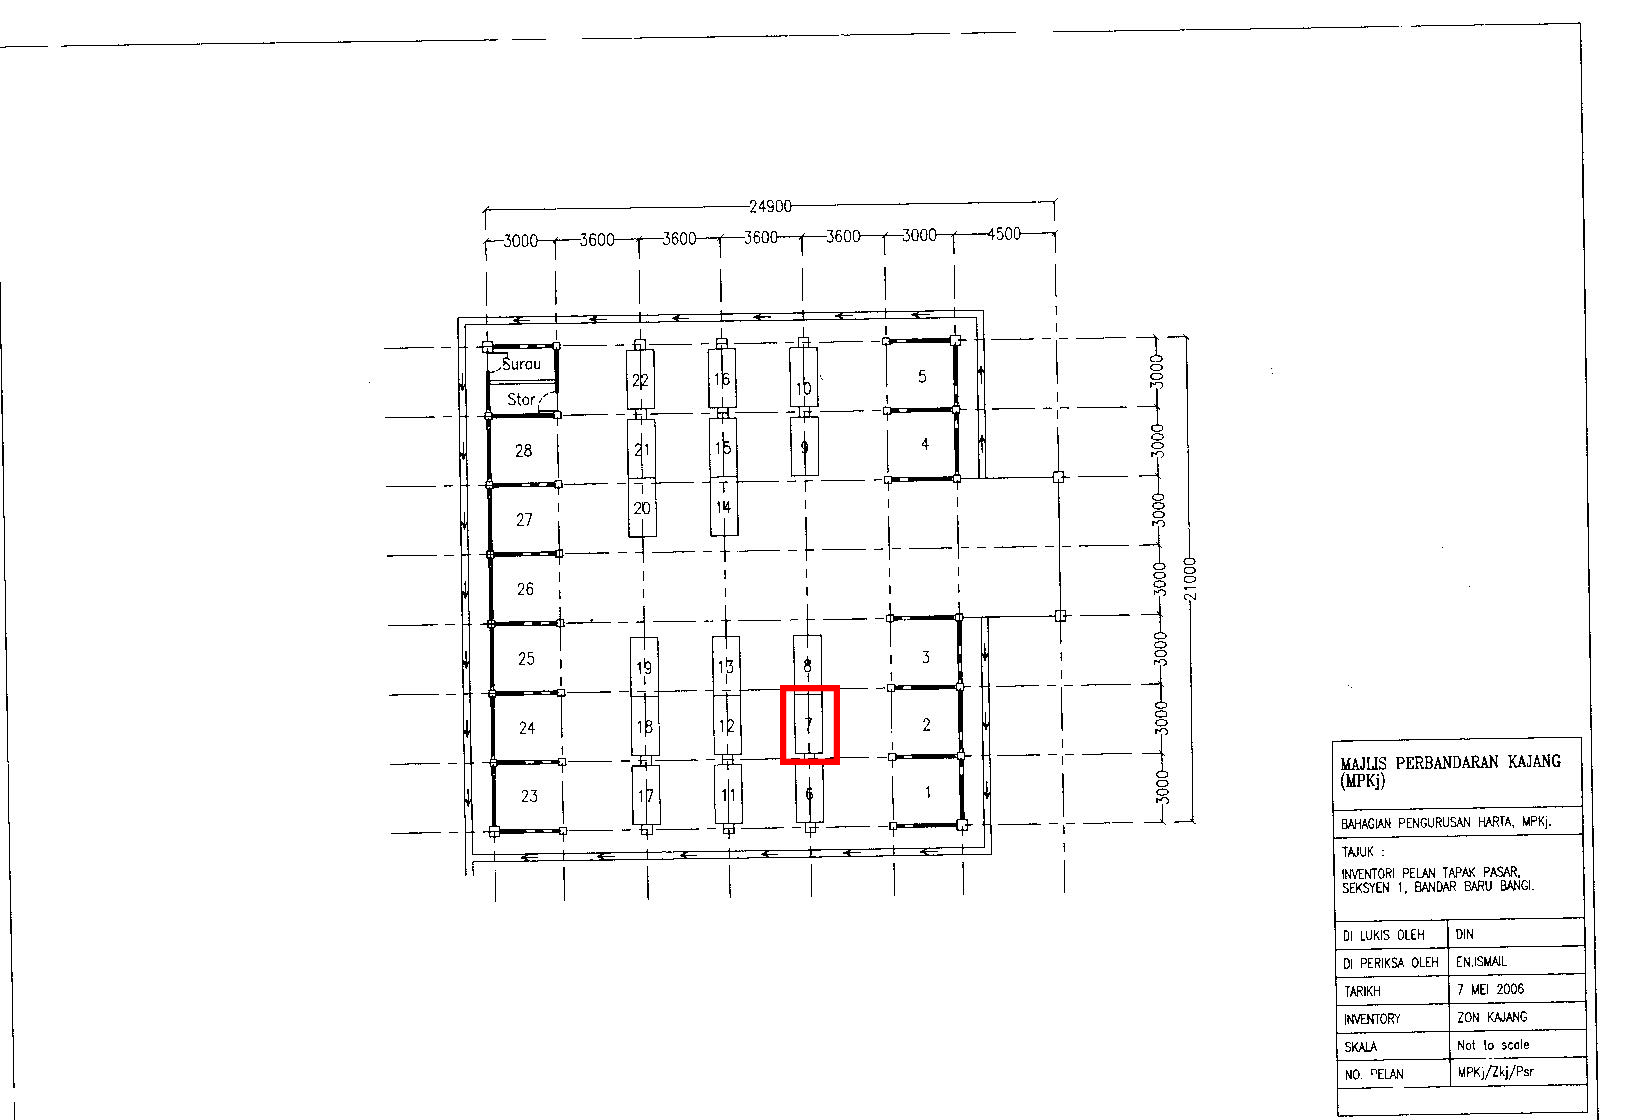 24900
3000 3600 3600 3600 3600 3000 4500
Surau
Stor
22 16 10 5
28 21 15 9 4
27 20 14
26
25 19 13 8 3
24 18 12 7 2
23 17 11 6 1
3000
3000
3000
3000
3000
3000
3000
21000
MAJLIS PERBANDARAN KAJANG
(MPKj)
BAHAGIAN PENGURUSAN HARTA, MPKj.
TAJUK :
INVENTORI PELAN TAPAK PASAR,
SEKSYEN 1, BANDAR BARU BANGI.
DI LUKIS OLEH DIN
DI PERIKSA OLEH EN.ISMAIL
TARIKH 7 MEI 2006
INVENTORY ZON KAJANG
SKALA Not to scale
NO. PELAN MPKj/Zkj/Psr